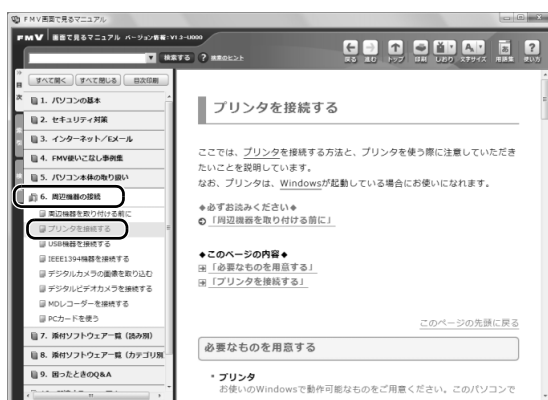 FMV画面で見るマニュアル
FMV 画面で見るマニュアル バージョン情報:V1.2-U000
検索する 検索のヒント
戻る 進む トップ 印刷 しおり 文字サイズ 用語集 使い方
すべて開く すべて閉じる 目次印刷
目次
1. パソコンの基本
2. セキュリティ対策
3. インターネット/Eメール
4. FMV使いこなし事例集
5. パソコン本体の取り扱い
6. 周辺機器の接続
周辺機器を取り付ける前に
プリンタを接続する
USB機器を接続する
IEEE1394機器を接続する
デジタルカメラの画像を取り込む
デジタルビデオカメラを接続する
MDレコーダーを接続する
PCカードを使う
7. 添付ソフトウェア一覧(読み別)
8. 添付ソフトウェア一覧(カテゴリ別
9. 困ったときのQ&A
プリンタを接続する
ここでは、プリンタを接続する方法と、プリンタを使う際に注意していただき
たいことを説明しています。
なお、プリンタは、Windowsが起動している場合にお使いになれます。
◆必ずお読みください◆
「周辺機器を取り付ける前に」
◆このページの内容◆
「必要なものを用意する」
「プリンタを接続する」
このページの先頭に戻る
必要なものを用意する
・プリンタ
お使いのWindowsで動作可能なものをご用意ください。このパソコンで